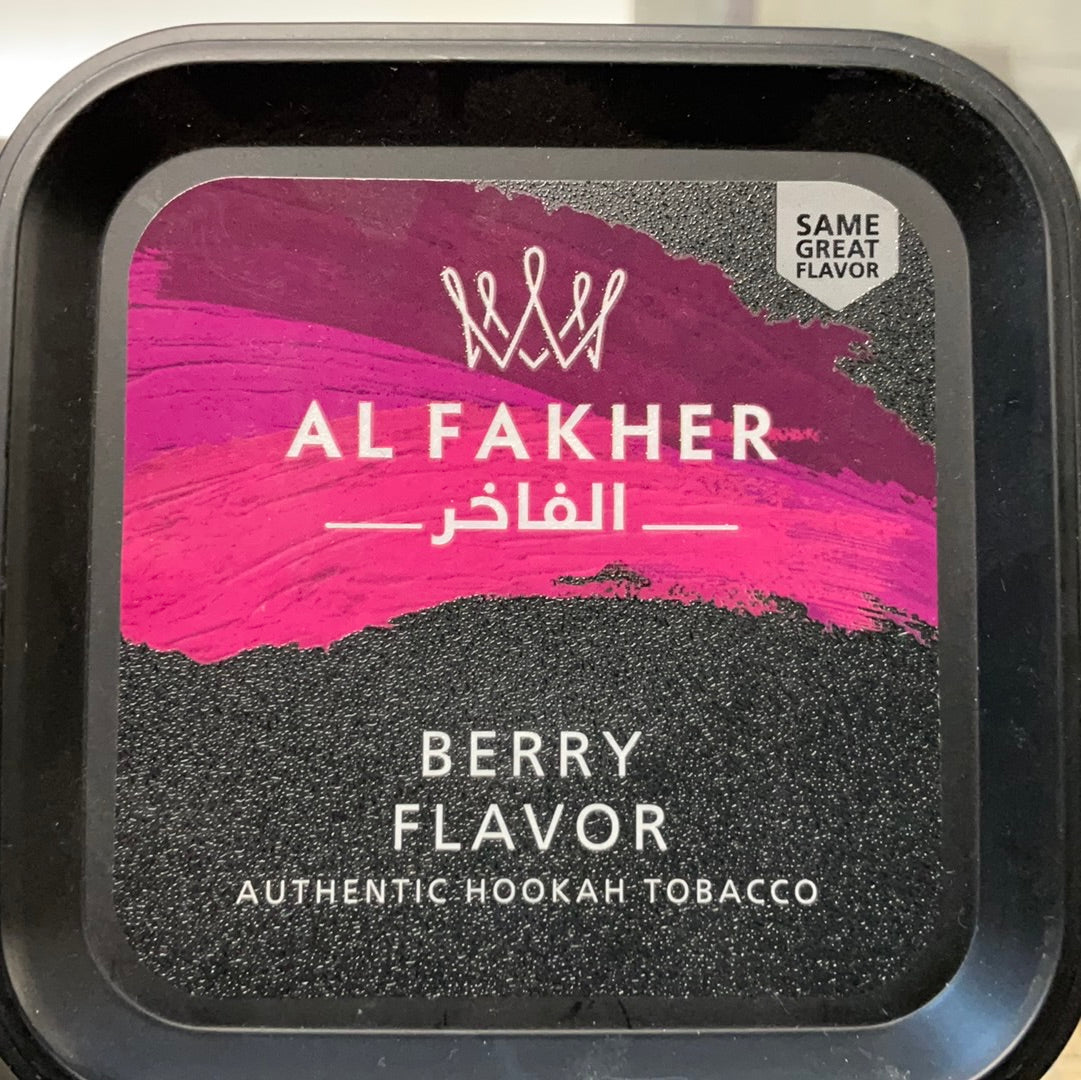 SAME
GREAT
FLAVOR
AL FAKHER
الفاخر
BERRY
FLAVOR
AUTHENTIC HOOKAH TOBACCO